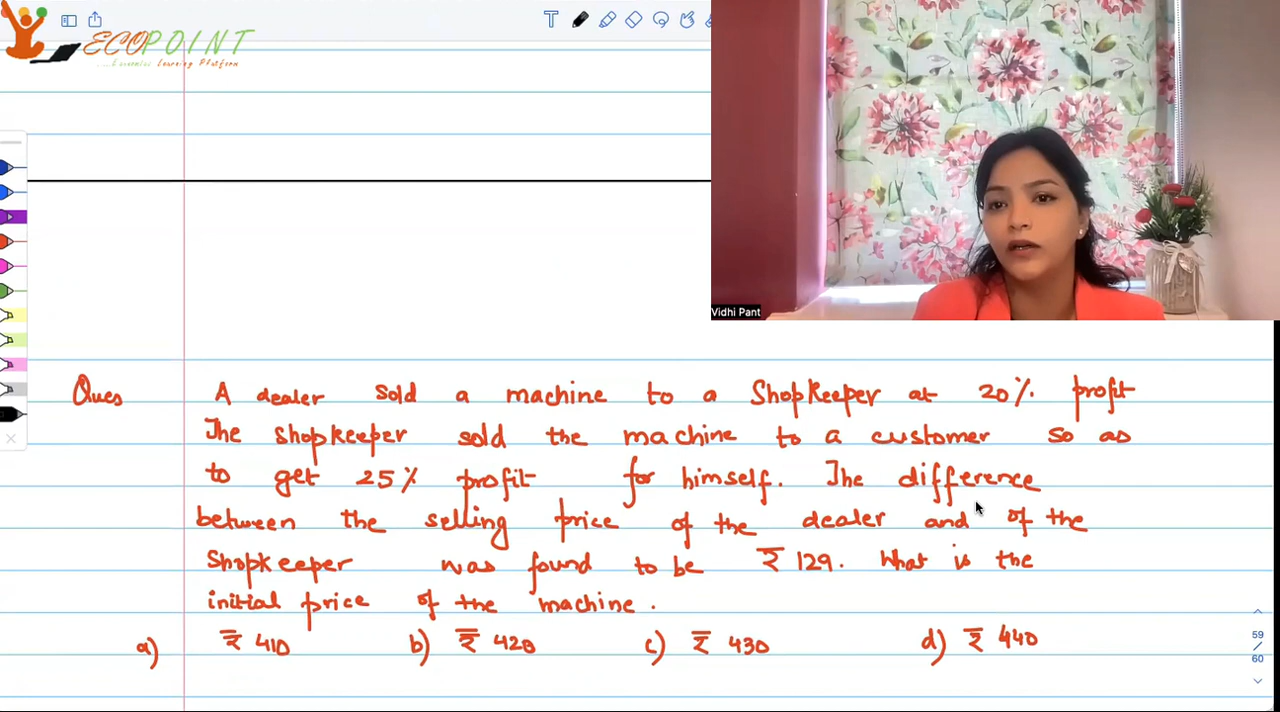 ECOPOINT
....Essential Learning Platform
T
Vidhi Pant
Ques A dealer sold a machine to a Shopkeeper at 20% profit
The shopkeeper sold the machine to a customer so as
to get 25% profit for himself. The difference
between the selling price of the dealer and of the
Shopkeeper was found to be ₹ 129. What is the
initial price of the machine.
a) ₹ 410 b) ₹ 420 c) ₹ 430 d) ₹ 440
59
/
60